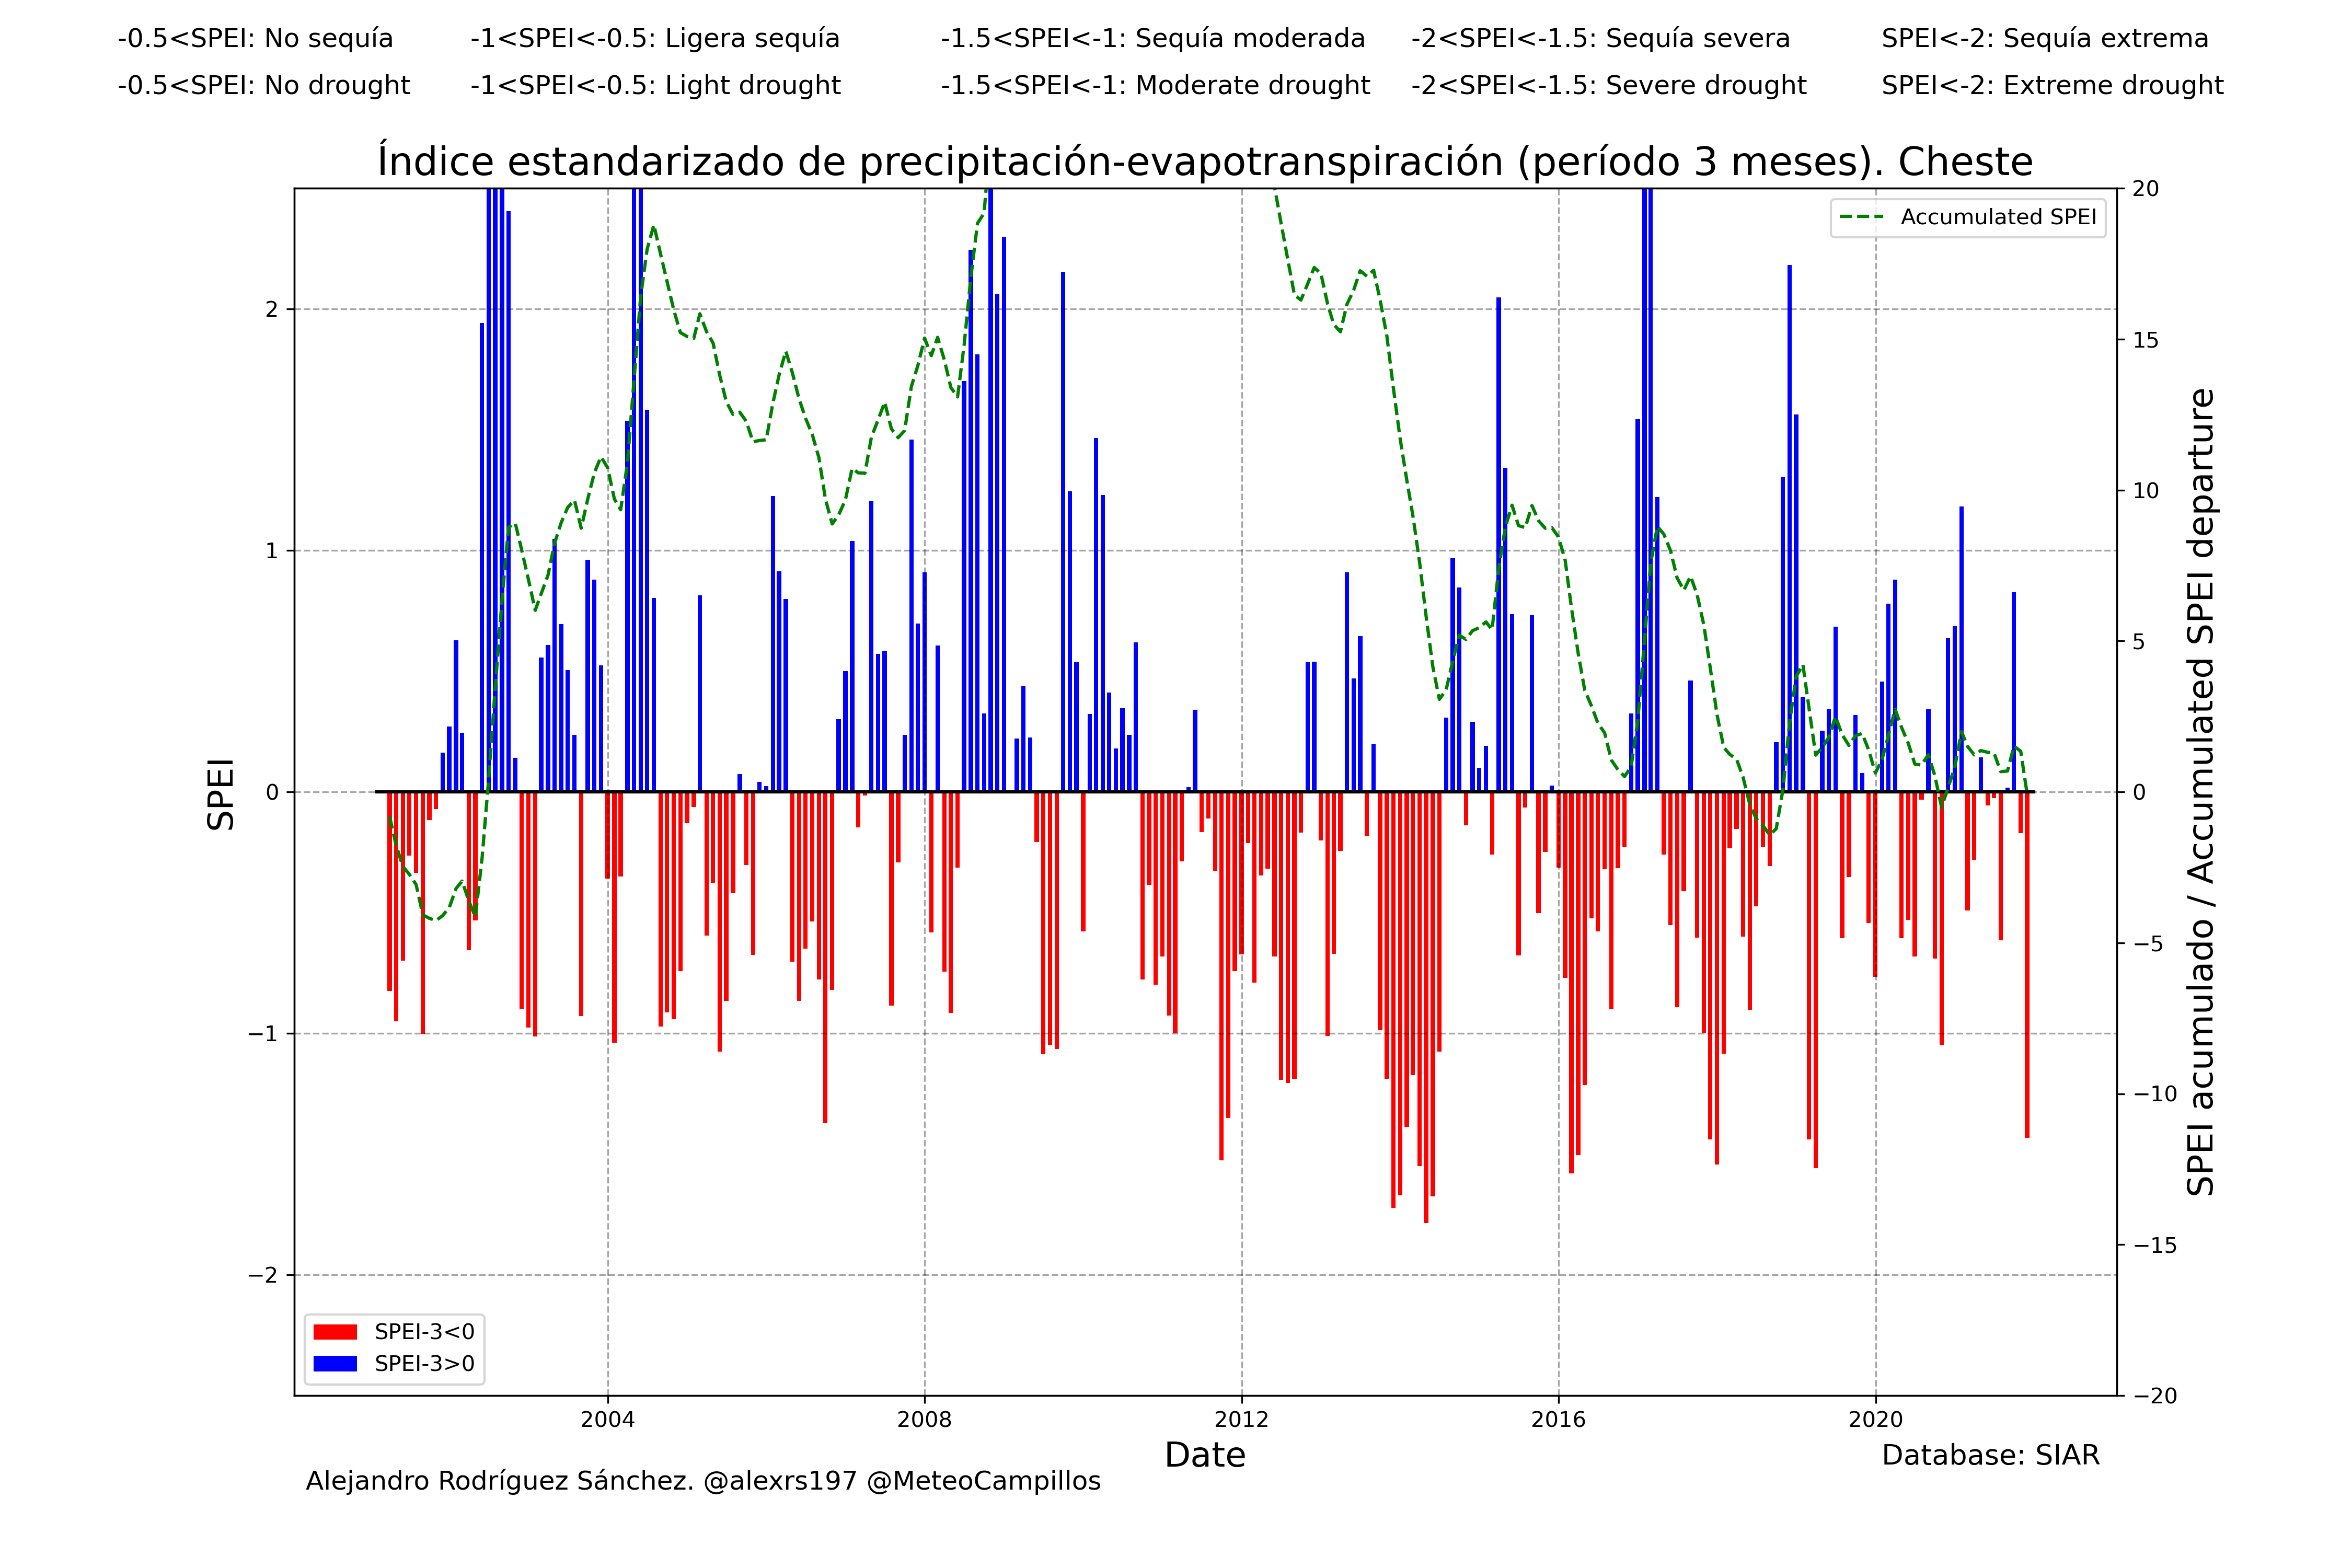 -0.5<SPEI: No sequía -1<SPEI<-0.5: Ligera sequía -1.5<SPEI<-1: Sequía moderada -2<SPEI<-1.5: Sequía severa SPEI<-2: Sequía extrema
-0.5<SPEI: No drought -1<SPEI<-0.5: Light drought -1.5<SPEI<-1: Moderate drought -2<SPEI<-1.5: Severe drought SPEI<-2: Extreme drought
Índice estandarizado de precipitación-evapotranspiración (período 3 meses). Cheste
Accumulated SPEI
2
1
0
−1
−2
SPEI
20
15
10
5
0
−5
−10
−15
−20
SPEI acumulado / Accumulated SPEI departure
SPEI-3<0
SPEI-3>0
2004 2008 2012 2016 2020
Date
Database: SIAR
Alejandro Rodríguez Sánchez. @alexrs197 @MeteoCampillos